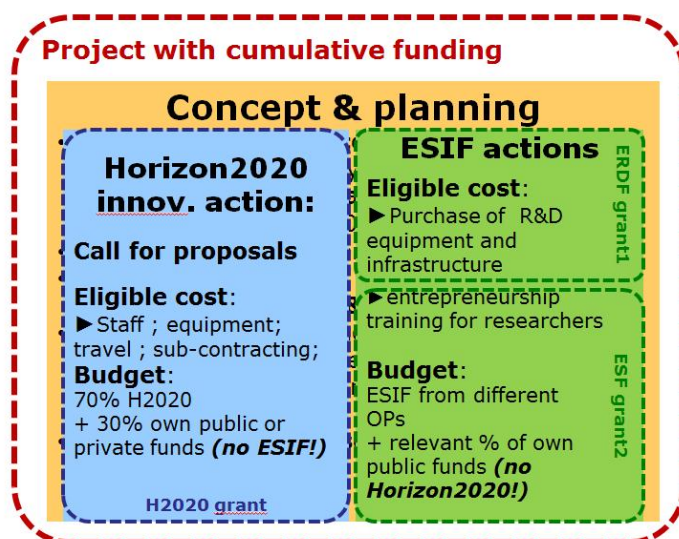 Project with cumulative funding
Concept & planning
Horizon2020
innov. action:
Call for proposals
Eligible cost:
►Staff ; equipment;
travel ; sub-contracting;
Budget:
70% H2020
+ 30% own public or
private funds (no ESIF!)
H2020 grant
ESIF actions
Eligible cost:
►Purchase of R&D
equipment and
infrastructure
ERDF grant1
►entrepreneurship
training for researchers
Budget:
ESIF from different
OPs
+ relevant % of own
public funds (no
Horizon2020!)
ESF grant2